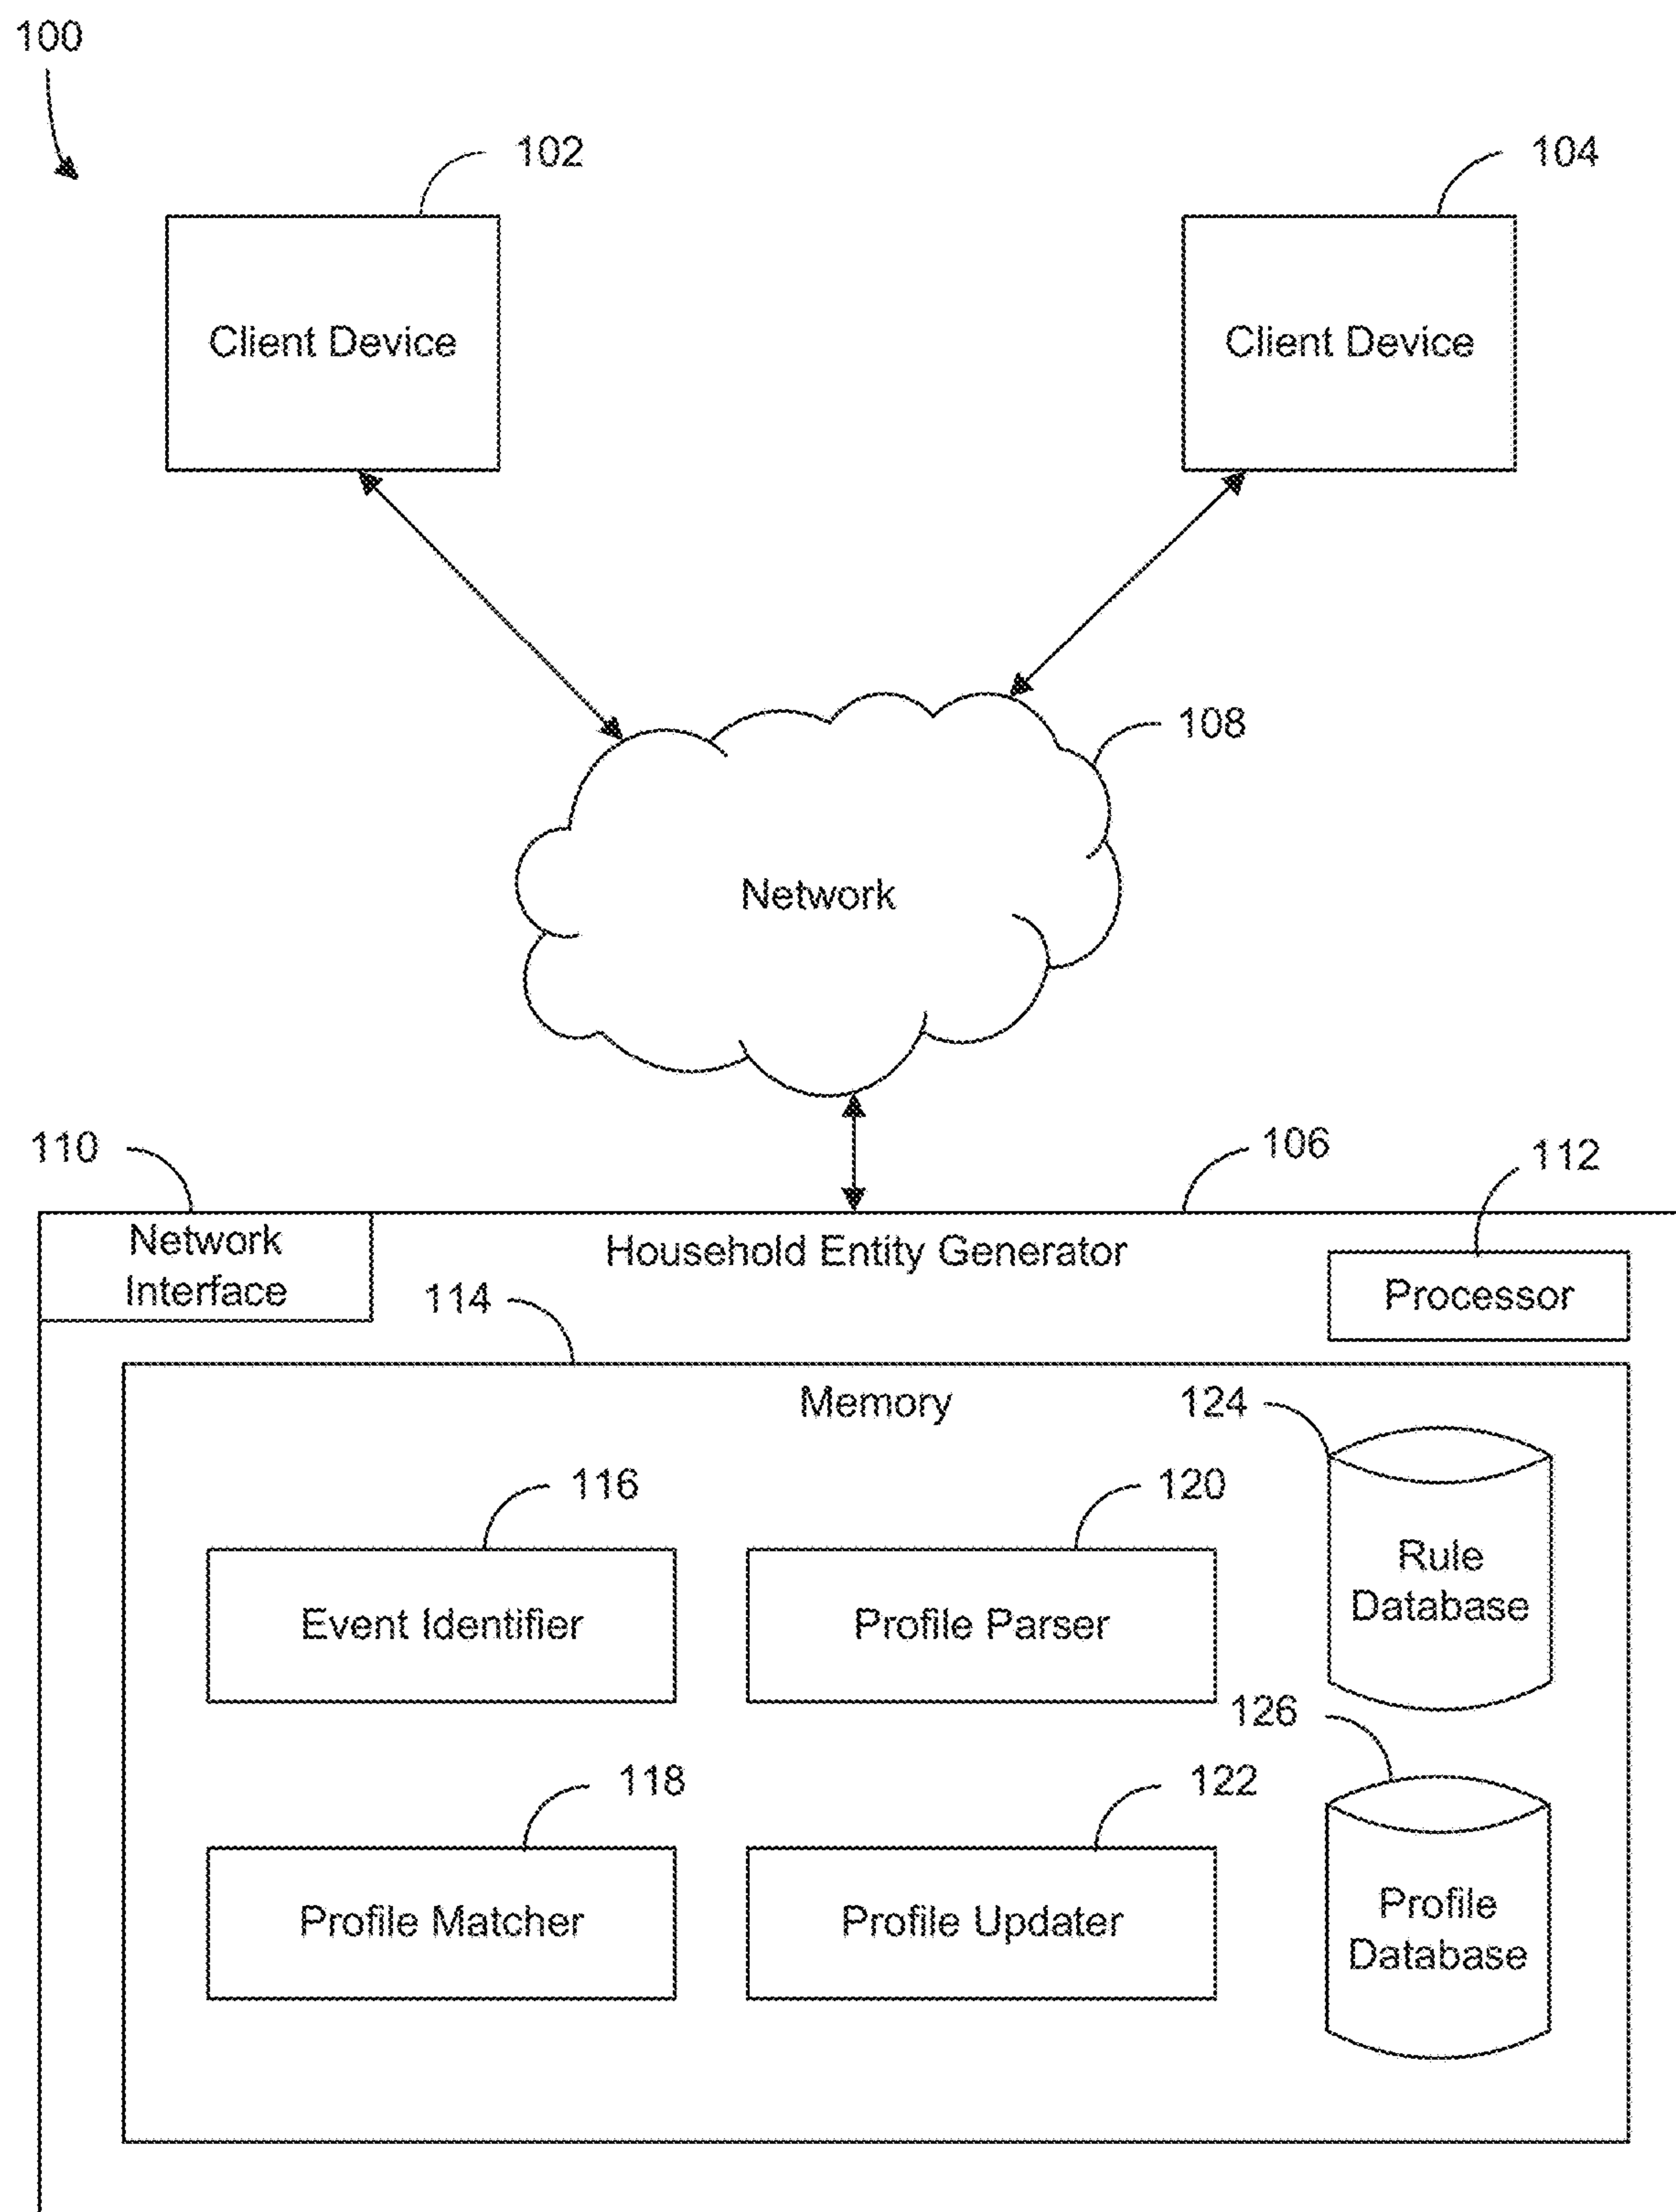 100
102
104
Client Device
Client Device
108
Network
110
106
112
Network
Interface
Household Entity Generator
Processor
114
Memory
124
116
120
Rule
Database
Event Identifier
Profile Parser
126
118
122
Profile
Database
Profile Matcher
Profile Updater